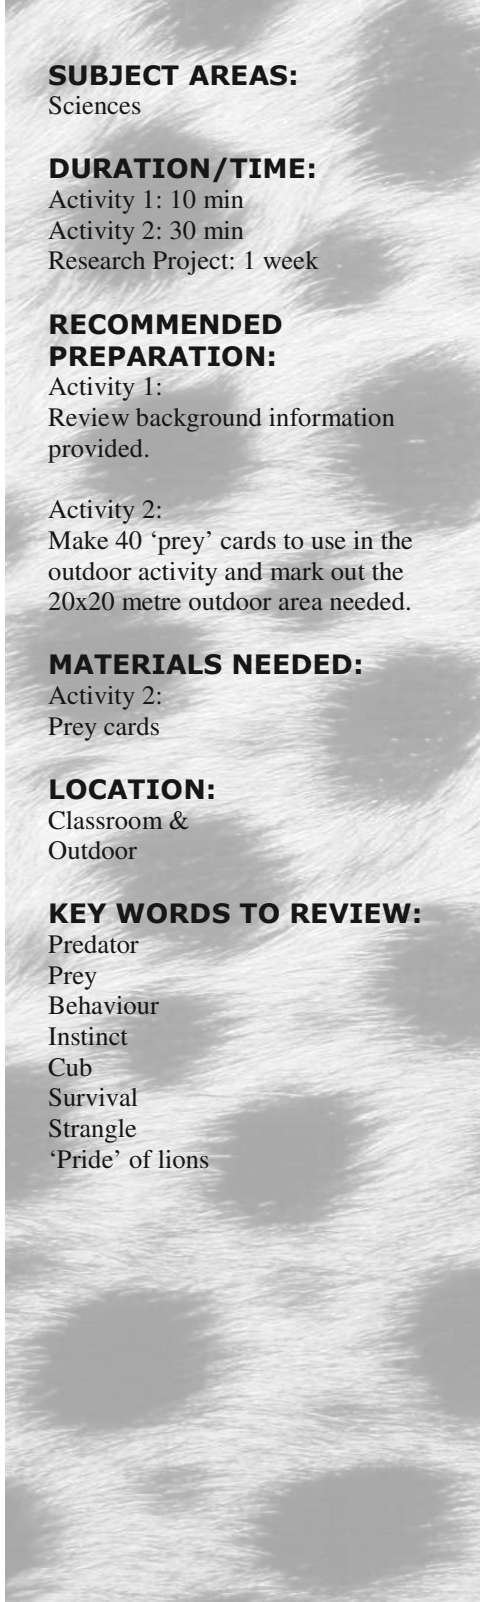 SUBJECT AREAS:
Sciences
DURATION/TIME:
Activity 1: 10 min
Activity 2: 30 min
Research Project: 1 week
RECOMMENDED
PREPARATION:
Activity 1:
Review background information
provided.
Activity 2:
Make 40 ‘prey’ cards to use in the
outdoor activity and mark out the
20x20 metre outdoor area needed.
MATERIALS NEEDED:
Activity 2:
Prey cards
LOCATION:
Classroom &
Outdoor
KEY WORDS TO REVIEW:
Predator
Prey
Behaviour
Instinct
Cub
Survival
Strangle
‘Pride’ of lions